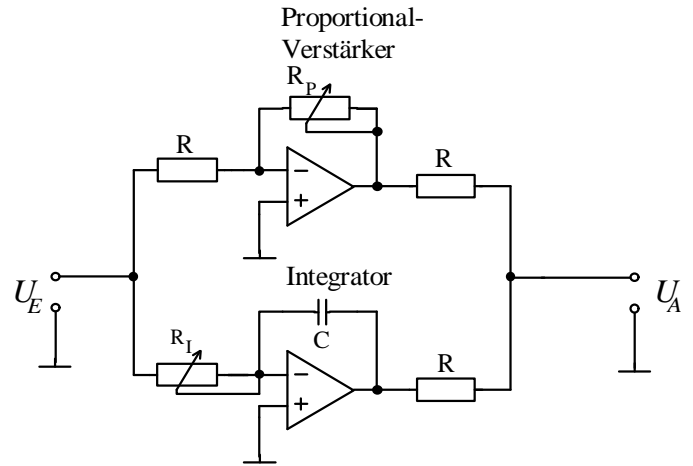 Proportional-
Verstärker
R_P
R
R
Integrator
U_E
U_A
R_I
C
R